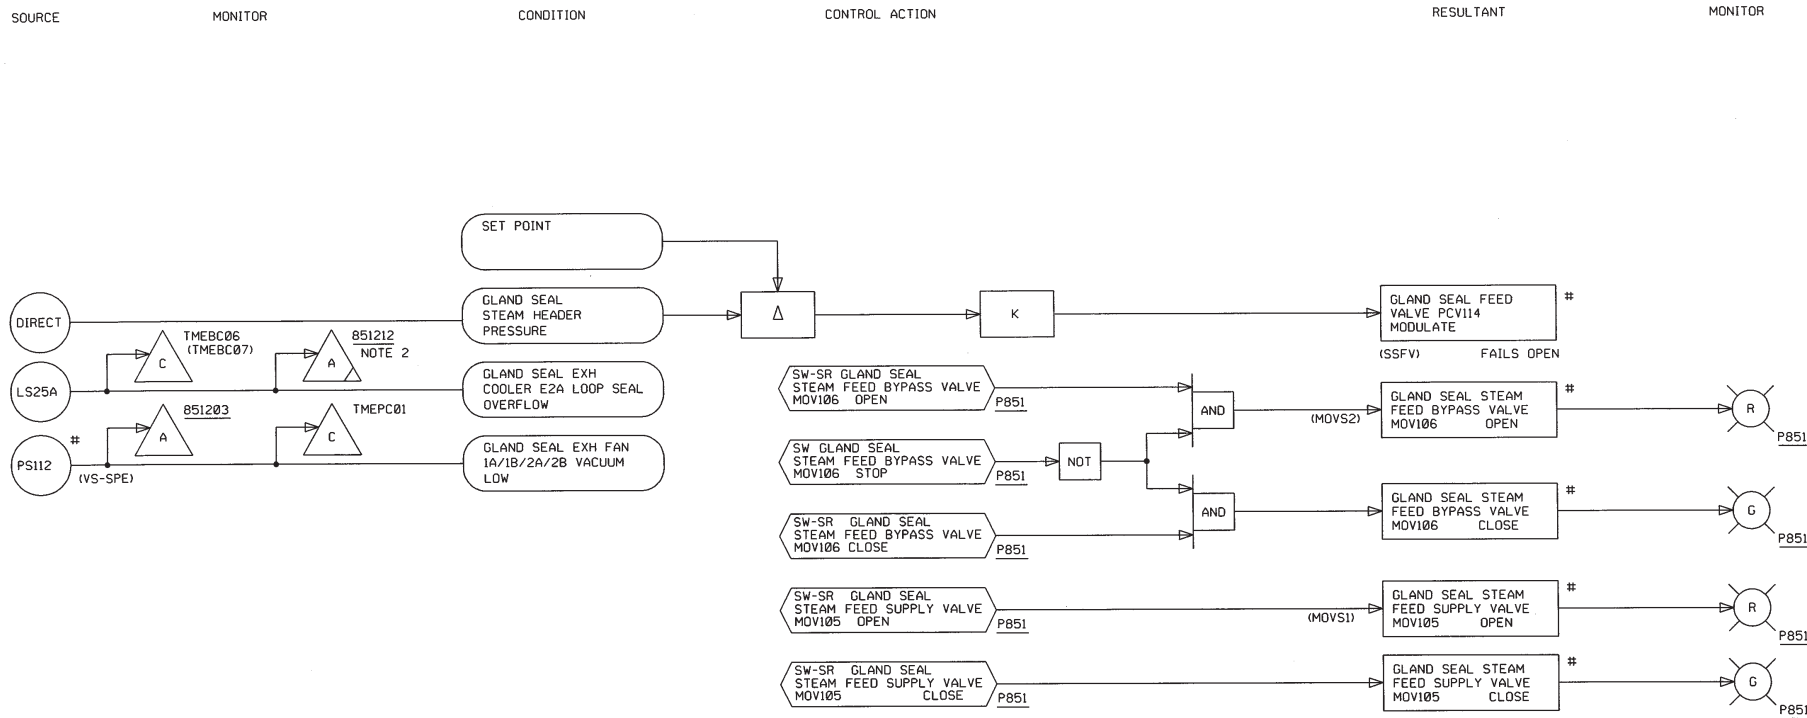 SOURCE
MONITOR
CONDITION
CONTROL ACTION
RESULTANT
MONITOR
SET POINT
DIRECT
GLAND SEAL
STEAM HEADER
PRESSURE
Δ
K
GLAND SEAL FEED
VALVE PCV114
MODULATE
#
(SSFV)
FAILS OPEN
LS25A
C
TMEBC06
(TMEBC07)
A
851212
NOTE 2
GLAND SEAL EXH
COOLER E2A LOOP SEAL
OVERFLOW
SW-SR GLAND SEAL
STEAM FEED BYPASS VALVE
MOV106 OPEN
P851
AND
(MOVS2)
GLAND SEAL STEAM
FEED BYPASS VALVE
MOV106 OPEN
#
R
P851
PS112
#
(VS-SPE)
A
851203
C
TMEPC01
GLAND SEAL EXH FAN
1A/1B/2A/2B VACUUM
LOW
SW GLAND SEAL
STEAM FEED BYPASS VALVE
MOV106 STOP
P851
NOT
SW-SR GLAND SEAL
STEAM FEED BYPASS VALVE
MOV106 CLOSE
P851
AND
GLAND SEAL STEAM
FEED BYPASS VALVE
MOV106 CLOSE
#
G
P851
SW-SR GLAND SEAL
STEAM FEED SUPPLY VALVE
MOV105 OPEN
P851
(MOVS1)
GLAND SEAL STEAM
FEED SUPPLY VALVE
MOV105 OPEN
#
R
P851
SW-SR GLAND SEAL
STEAM FEED SUPPLY VALVE
MOV105 CLOSE
P851
GLAND SEAL STEAM
FEED SUPPLY VALVE
MOV105 CLOSE
#
G
P851